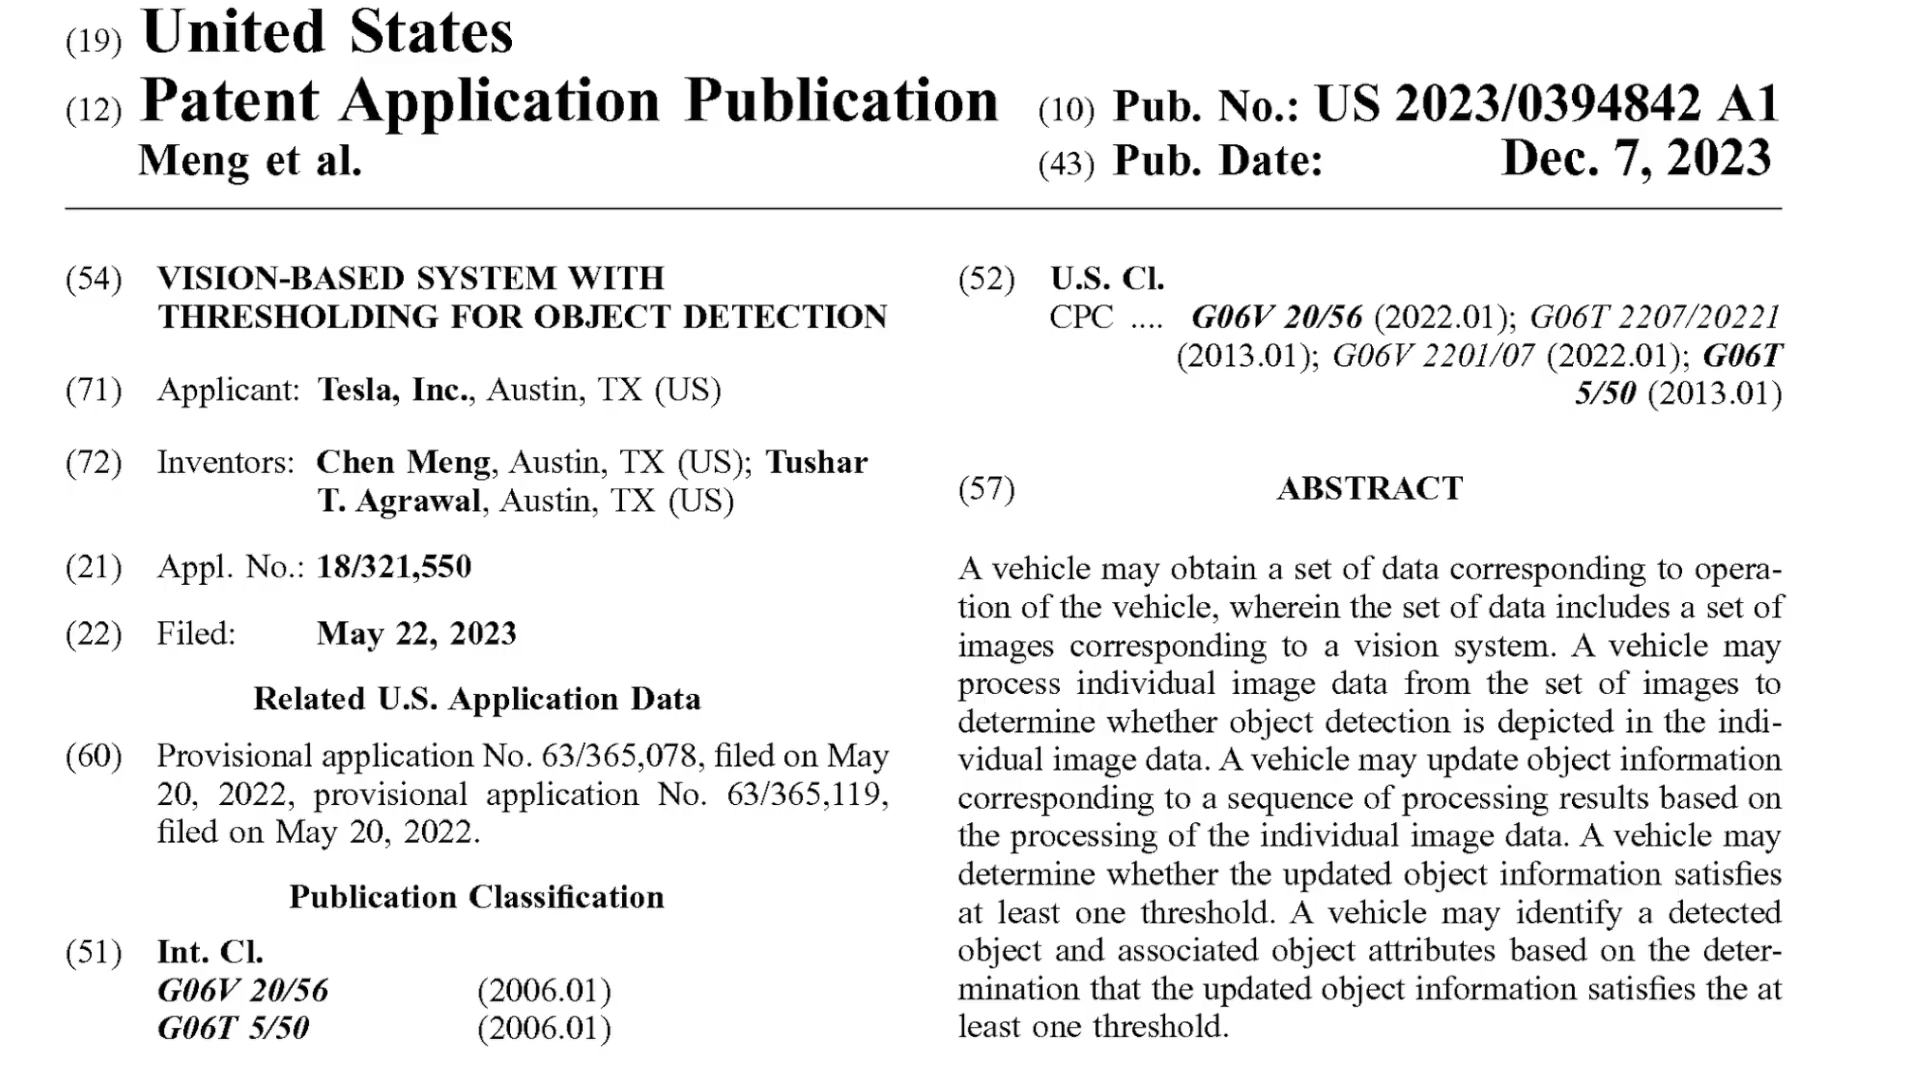 (19) United States
(12) Patent Application Publication
Meng et al.
(10) Pub. No.: US 2023/0394842 A1
(43) Pub. Date: Dec. 7, 2023
(54) VISION-BASED SYSTEM WITH
THRESHOLDING FOR OBJECT DETECTION
(71) Applicant: Tesla, Inc., Austin, TX (US)
(72) Inventors: Chen Meng, Austin, TX (US); Tushar
T. Agrawal, Austin, TX (US)
(21) Appl. No.: 18/321,550
(22) Filed: May 22, 2023
Related U.S. Application Data
(60) Provisional application No. 63/365,078, filed on May
20, 2022, provisional application No. 63/365,119,
filed on May 20, 2022.
Publication Classification
(51) Int. Cl.
G06V 20/56 (2006.01)
G06T 5/50 (2006.01)
(52) U.S. Cl.
CPC .... G06V 20/56 (2022.01); G06T 2207/20221
(2013.01); G06V 2201/07 (2022.01); G06T
5/50 (2013.01)
(57) ABSTRACT
A vehicle may obtain a set of data corresponding to opera-
tion of the vehicle, wherein the set of data includes a set of
images corresponding to a vision system. A vehicle may
process individual image data from the set of images to
determine whether object detection is depicted in the indi-
vidual image data. A vehicle may update object information
corresponding to a sequence of processing results based on
the processing of the individual image data. A vehicle may
determine whether the updated object information satisfies
at least one threshold. A vehicle may identify a detected
object and associated object attributes based on the deter-
mination that the updated object information satisfies the at
least one threshold.